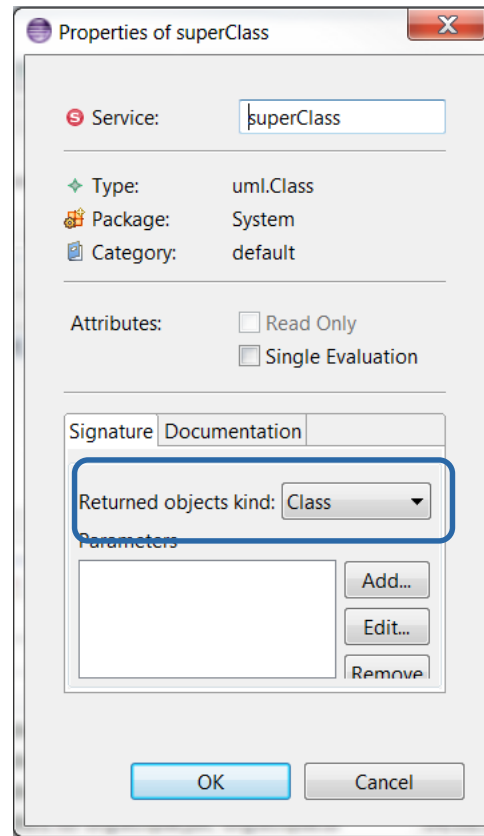 Properties of superClass
X
S Service: superClass
Type: uml.Class
Package: System
Category: default
Attributes: Read Only
Single Evaluation
Signature Documentation
Returned objects kind: Class
Parameters
Add...
Edit...
Remove
OK Cancel